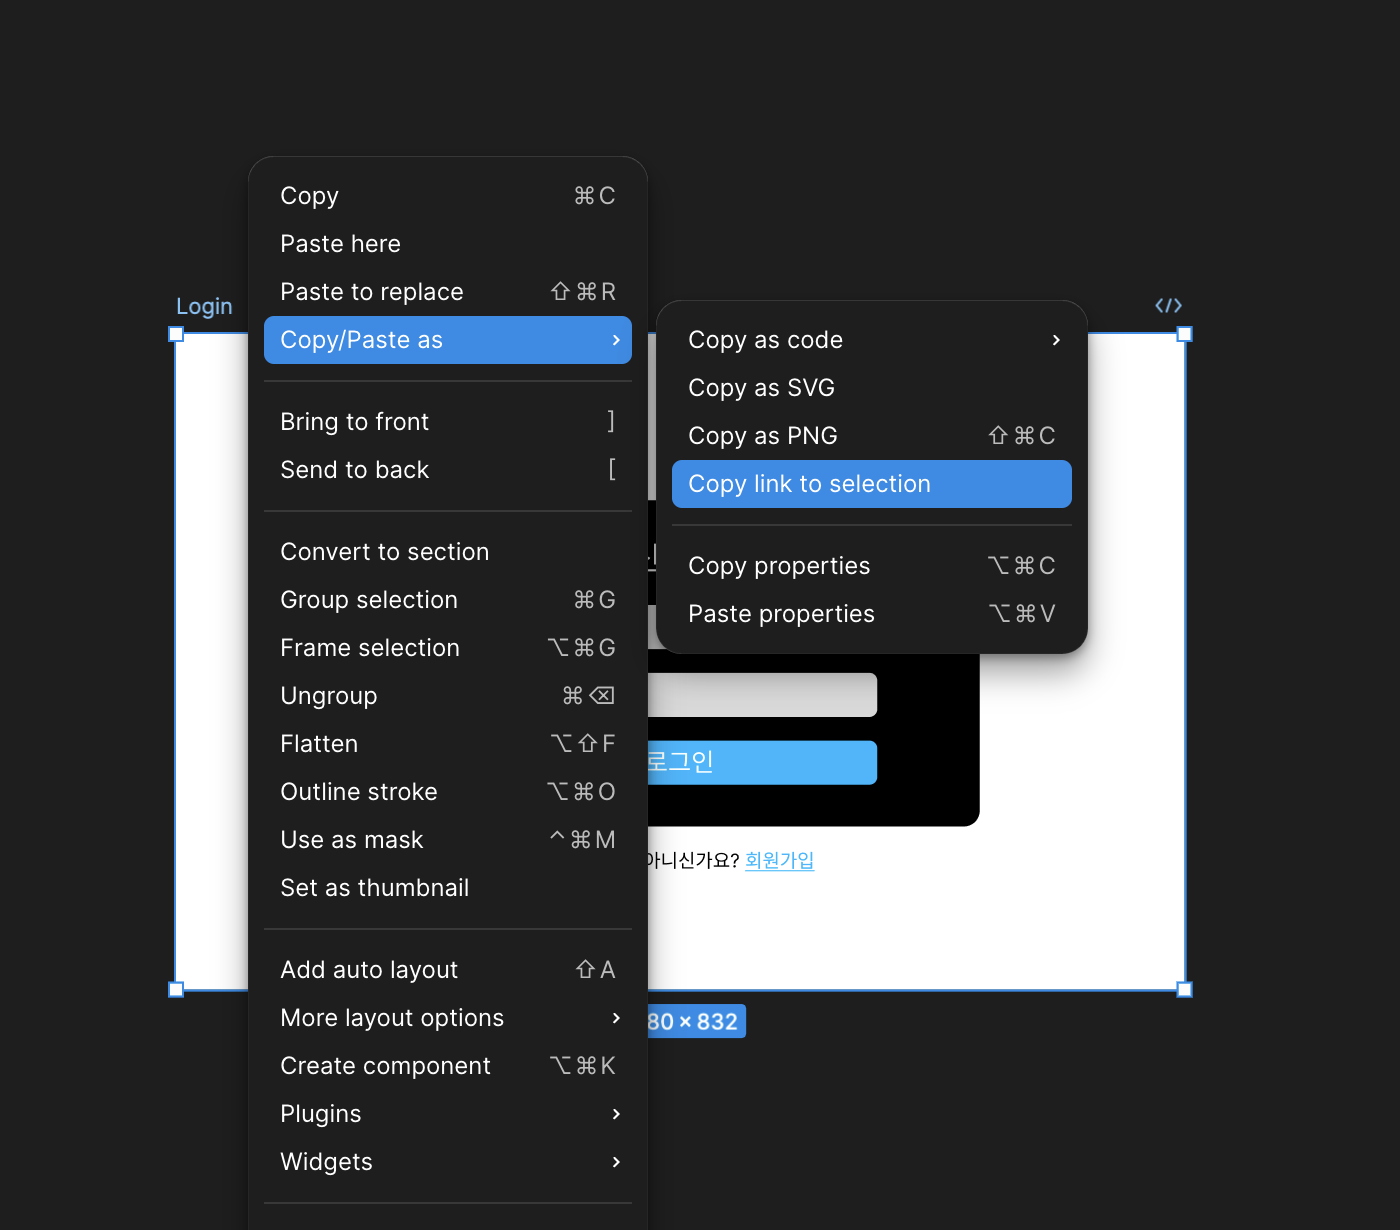 Copy ⌘C
Paste here
Paste to replace ⇧⌘R
Copy/Paste as
Bring to front ]
Send to back [
Convert to section
Group selection ⌘G
Frame selection ⌥⌘G
Ungroup ⌘⌫
Flatten ⌥⇧F
Outline stroke ⌥⌘O
Use as mask ^⌘M
Set as thumbnail
Add auto layout ⇧A
More layout options
Create component ⌥⌘K
Plugins
Widgets
Login
</>
Copy as code
Copy as SVG
Copy as PNG ⇧⌘C
Copy link to selection
Copy properties ⌥⌘C
Paste properties ⌥⌘V
로그인
아니신가요? 회원가입
80 × 832